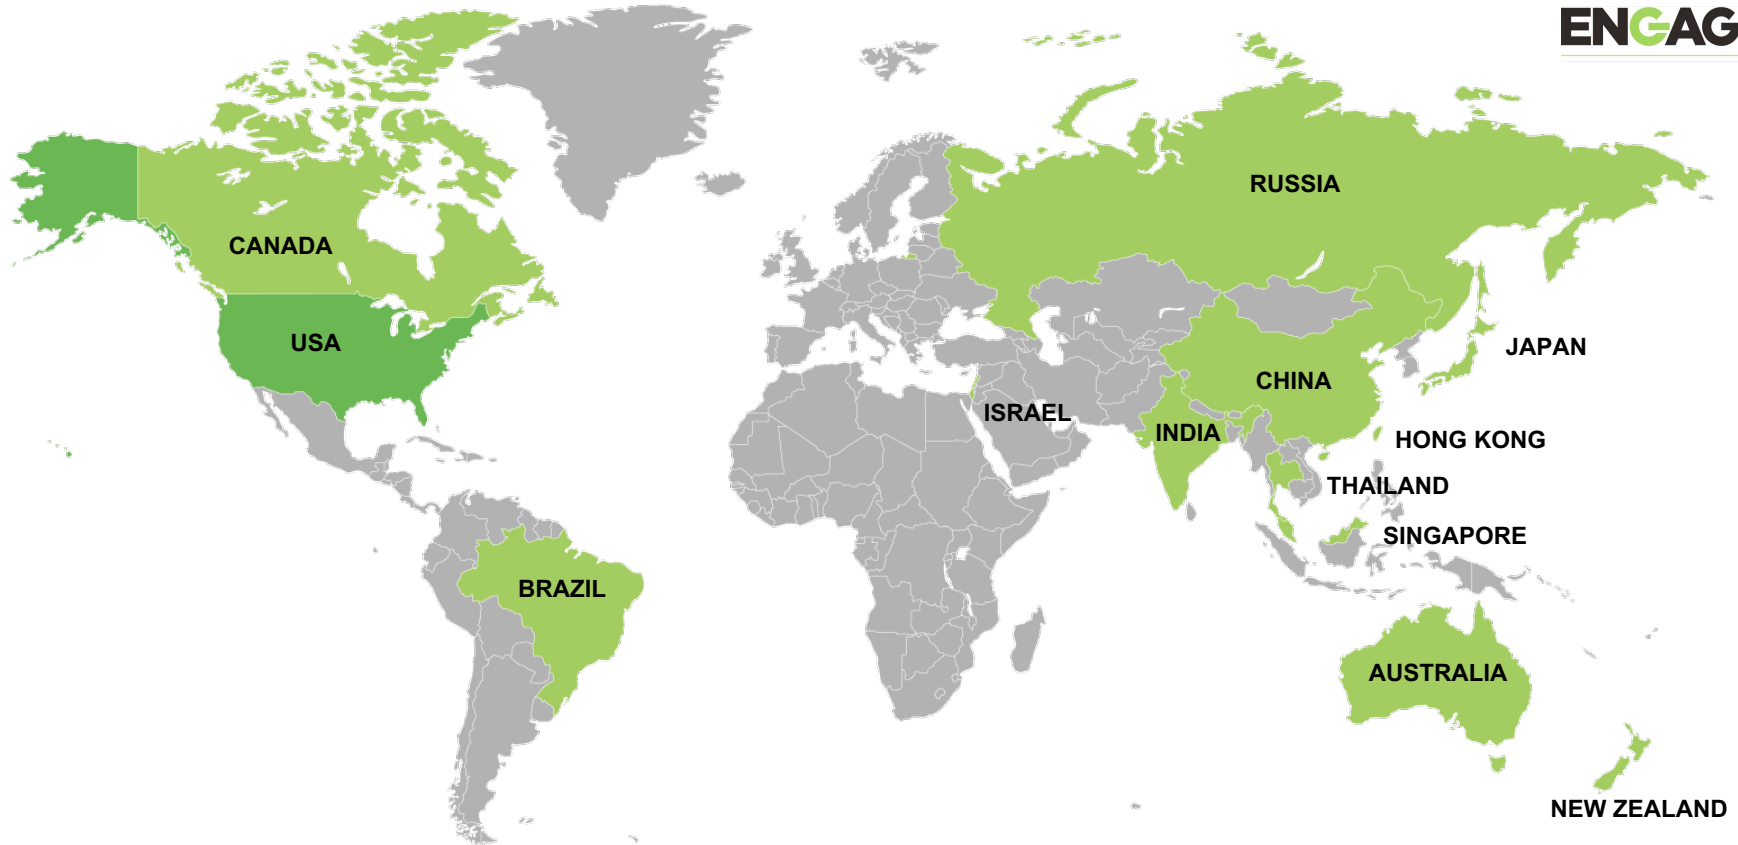 ENGAG
RUSSIA
CANADA
USA
JAPAN
CHINA
ISRAEL
INDIA
HONG KONG
THAILAND
SINGAPORE
BRAZIL
AUSTRALIA
NEW ZEALAND